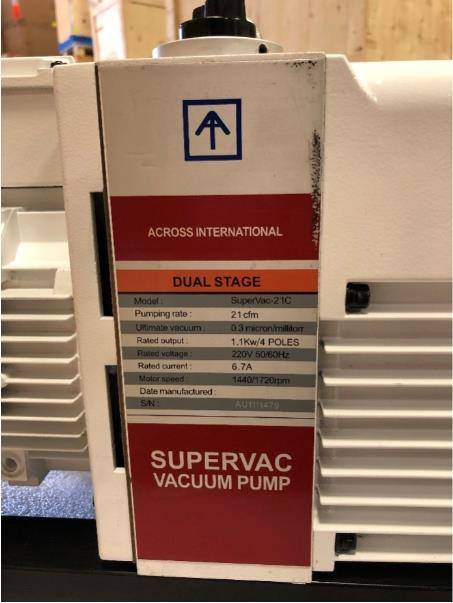 ACROSS INTERNATIONAL
DUAL STAGE
Model : SuperVac-21C
Pumping rate : 21 cfm
Ultimate vacuum : 0.3 micron/millitorr
Rated output : 1.1Kw/4 POLES
Rated voltage : 220V 50/60Hz
Rated current : 6.7A
Motor speed : 1440/1720rpm
Date manufactured :
S/N :
SUPERVAC
VACUUM PUMP